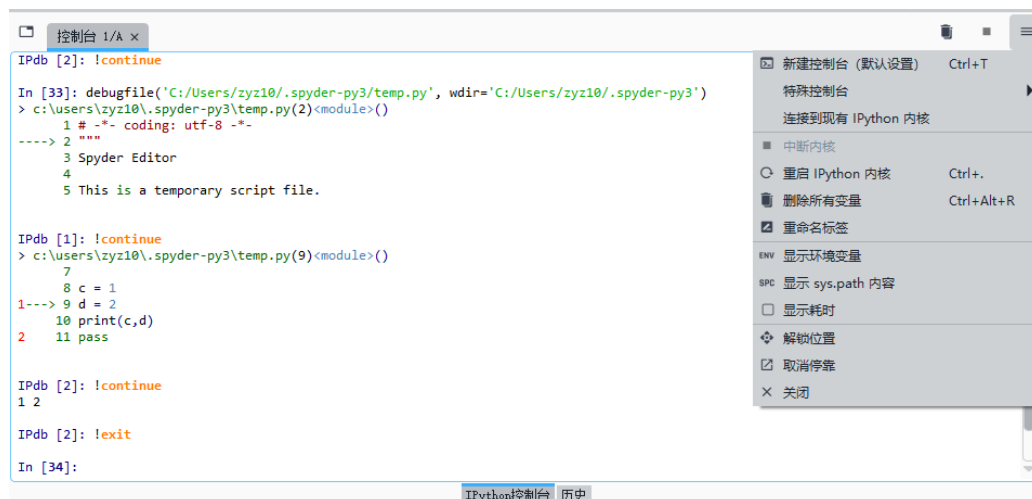 控制台 1/A ×
IPdb [2]: !continue
In [33]: debugfile('C:/Users/zyz10/.spyder-py3/temp.py', wdir='C:/Users/zyz10/.spyder-py3')
> c:\users\zyz10\.spyder-py3\temp.py(2)<module>()
1 # -*- coding: utf-8 -*-
----> 2 """
3 Spyder Editor
4
5 This is a temporary script file.
IPdb [1]: !continue
> c:\users\zyz10\.spyder-py3\temp.py(9)<module>()
7
8 c = 1
1---> 9 d = 2
10 print(c,d)
2 11 pass
IPdb [2]: !continue
1 2
IPdb [2]: !exit
In [34]:
新建控制台 (默认设置) Ctrl+T
特殊控制台
连接到现有 IPython 内核
中断内核
重启 IPython 内核 Ctrl+.
删除所有变量 Ctrl+Alt+R
重命名标签
ENV 显示环境变量
SPC 显示 sys.path 内容
显示耗时
解锁位置
取消停靠
关闭
IPython控制台 历史